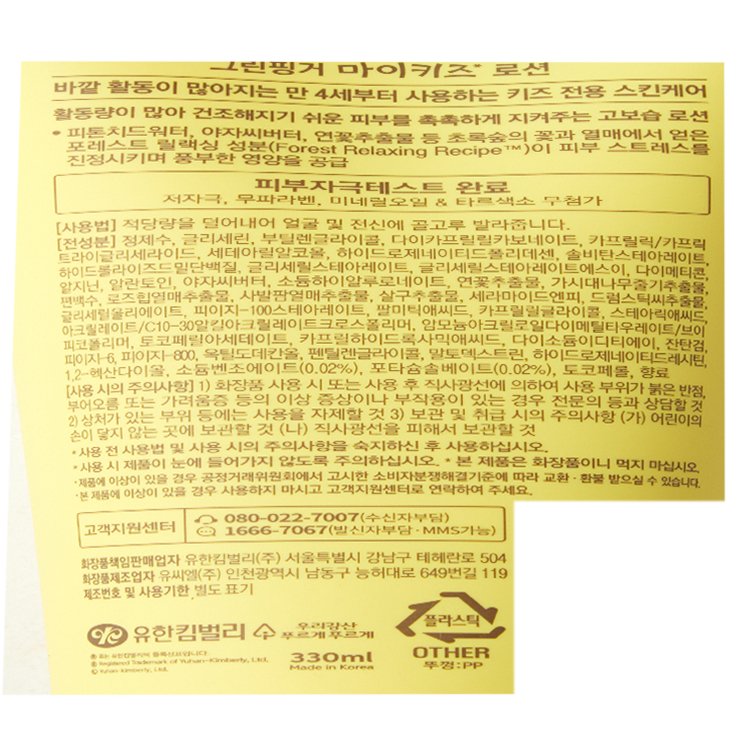 그린핑거 마이키즈* 로션
바깥 활동이 많아지는 만 4세부터 사용하는 키즈 전용 스킨케어
활동량이 많아 건조해지기 쉬운 피부를 촉촉하게 지켜주는 고보습 로션
• 피톤치드워터, 야자씨버터, 연꽃추출물 등 초록숲의 꽃과 열매에서 얻은
포레스트 릴랙싱 성분(Forest Relaxing Recipe™)이 피부 스트레스를
진정시키며 풍부한 영양을 공급
피부자극테스트 완료
저자극, 무파라벤, 미네럴오일 & 타르색소 무첨가
[사용법] 적당량을 덜어내어 얼굴 및 전신에 골고루 발라줍니다.
[전성분] 정제수, 글리세린, 부틸렌글라이콜, 다이카프릴릴카보네이트, 카프릴릭/카프릭
트라이글리세라이드, 세테아릴알코올, 하이드로제네이티드폴리데센, 솔비탄스테아레이트,
하이드롤라이즈드밀단백질, 글리세릴스테아레이트, 글리세릴스테아레이트에스이, 다이메티콘,
알지닌, 알란토인, 야자씨버터, 소듐하이알루로네이트, 연꽃추출물, 가시대나무줄기추출물,
편백수, 로즈힙열매추출물, 사발팜열매추출물, 살구추출물, 세라마이드엔피, 드럼스틱씨추출물,
글리세릴올리에이트, 피이지-100스테아레이트, 팔미틱애씨드, 카프릴릴글라이콜, 스테아릭애씨드,
아크릴레이트/C10-30알킬아크릴레이트크로스폴리머, 암모늄아크릴로일다이메틸타우레이트/브이
피코폴리머, 토코페릴아세테이트, 카프릴하이드록사믹애씨드, 다이소듐이디티에이, 잔탄검,
피이지-6, 피이지-800, 옥틸도데칸올, 펜틸렌글라이콜, 말토덱스트린, 하이드로제네이티드레시틴,
1,2-헥산다이올, 소듐벤조에이트(0.02%), 포타슘솔베이트(0.02%), 토코페롤, 향료
[사용 시의 주의사항] 1) 화장품 사용 시 또는 사용 후 직사광선에 의하여 사용 부위가 붉은 반점,
부어오름 또는 가려움증 등의 이상 증상이나 부작용이 있는 경우 전문의 등과 상담할 것
2) 상처가 있는 부위 등에는 사용을 자제할 것 3) 보관 및 취급 시의 주의사항 (가) 어린이의
손이 닿지 않는 곳에 보관할 것 (나) 직사광선을 피해서 보관할 것
• 사용 전 사용법 및 사용 시의 주의사항을 숙지하신 후 사용하십시오.
• 사용 시 제품이 눈에 들어가지 않도록 주의하십시오. * 본 제품은 화장품이니 먹지 마십시오.
• 제품에 이상이 있을 경우 공정거래위원회에서 고시한 소비자분쟁해결기준에 따라 교환 · 환불 받으실 수 있습니다.
• 본 제품에 이상이 있을 경우 사용하지 마시고 고객지원센터로 연락하여 주세요.
고객지원센터 080-022-7007(수신자부담)
1666-7067(발신자부담·MMS가능)
화장품책임판매업자 유한킴벌리(주) 서울특별시 강남구 테헤란로 504
화장품제조업자 유씨엘(주) 인천광역시 남동구 능허대로 649번길 119
제조번호 및 사용기한 별도 표기
유한킴벌리 우리강산
푸르게 푸르게
® 또는 * 유한킴벌리의 등록상표입니다.
® Registered Trademark of Yuhan-Kimberly, Ltd.
© Yuhan-Kimberly, Ltd.
330ml
Made in Korea
플라스틱
OTHER
뚜껑:PP